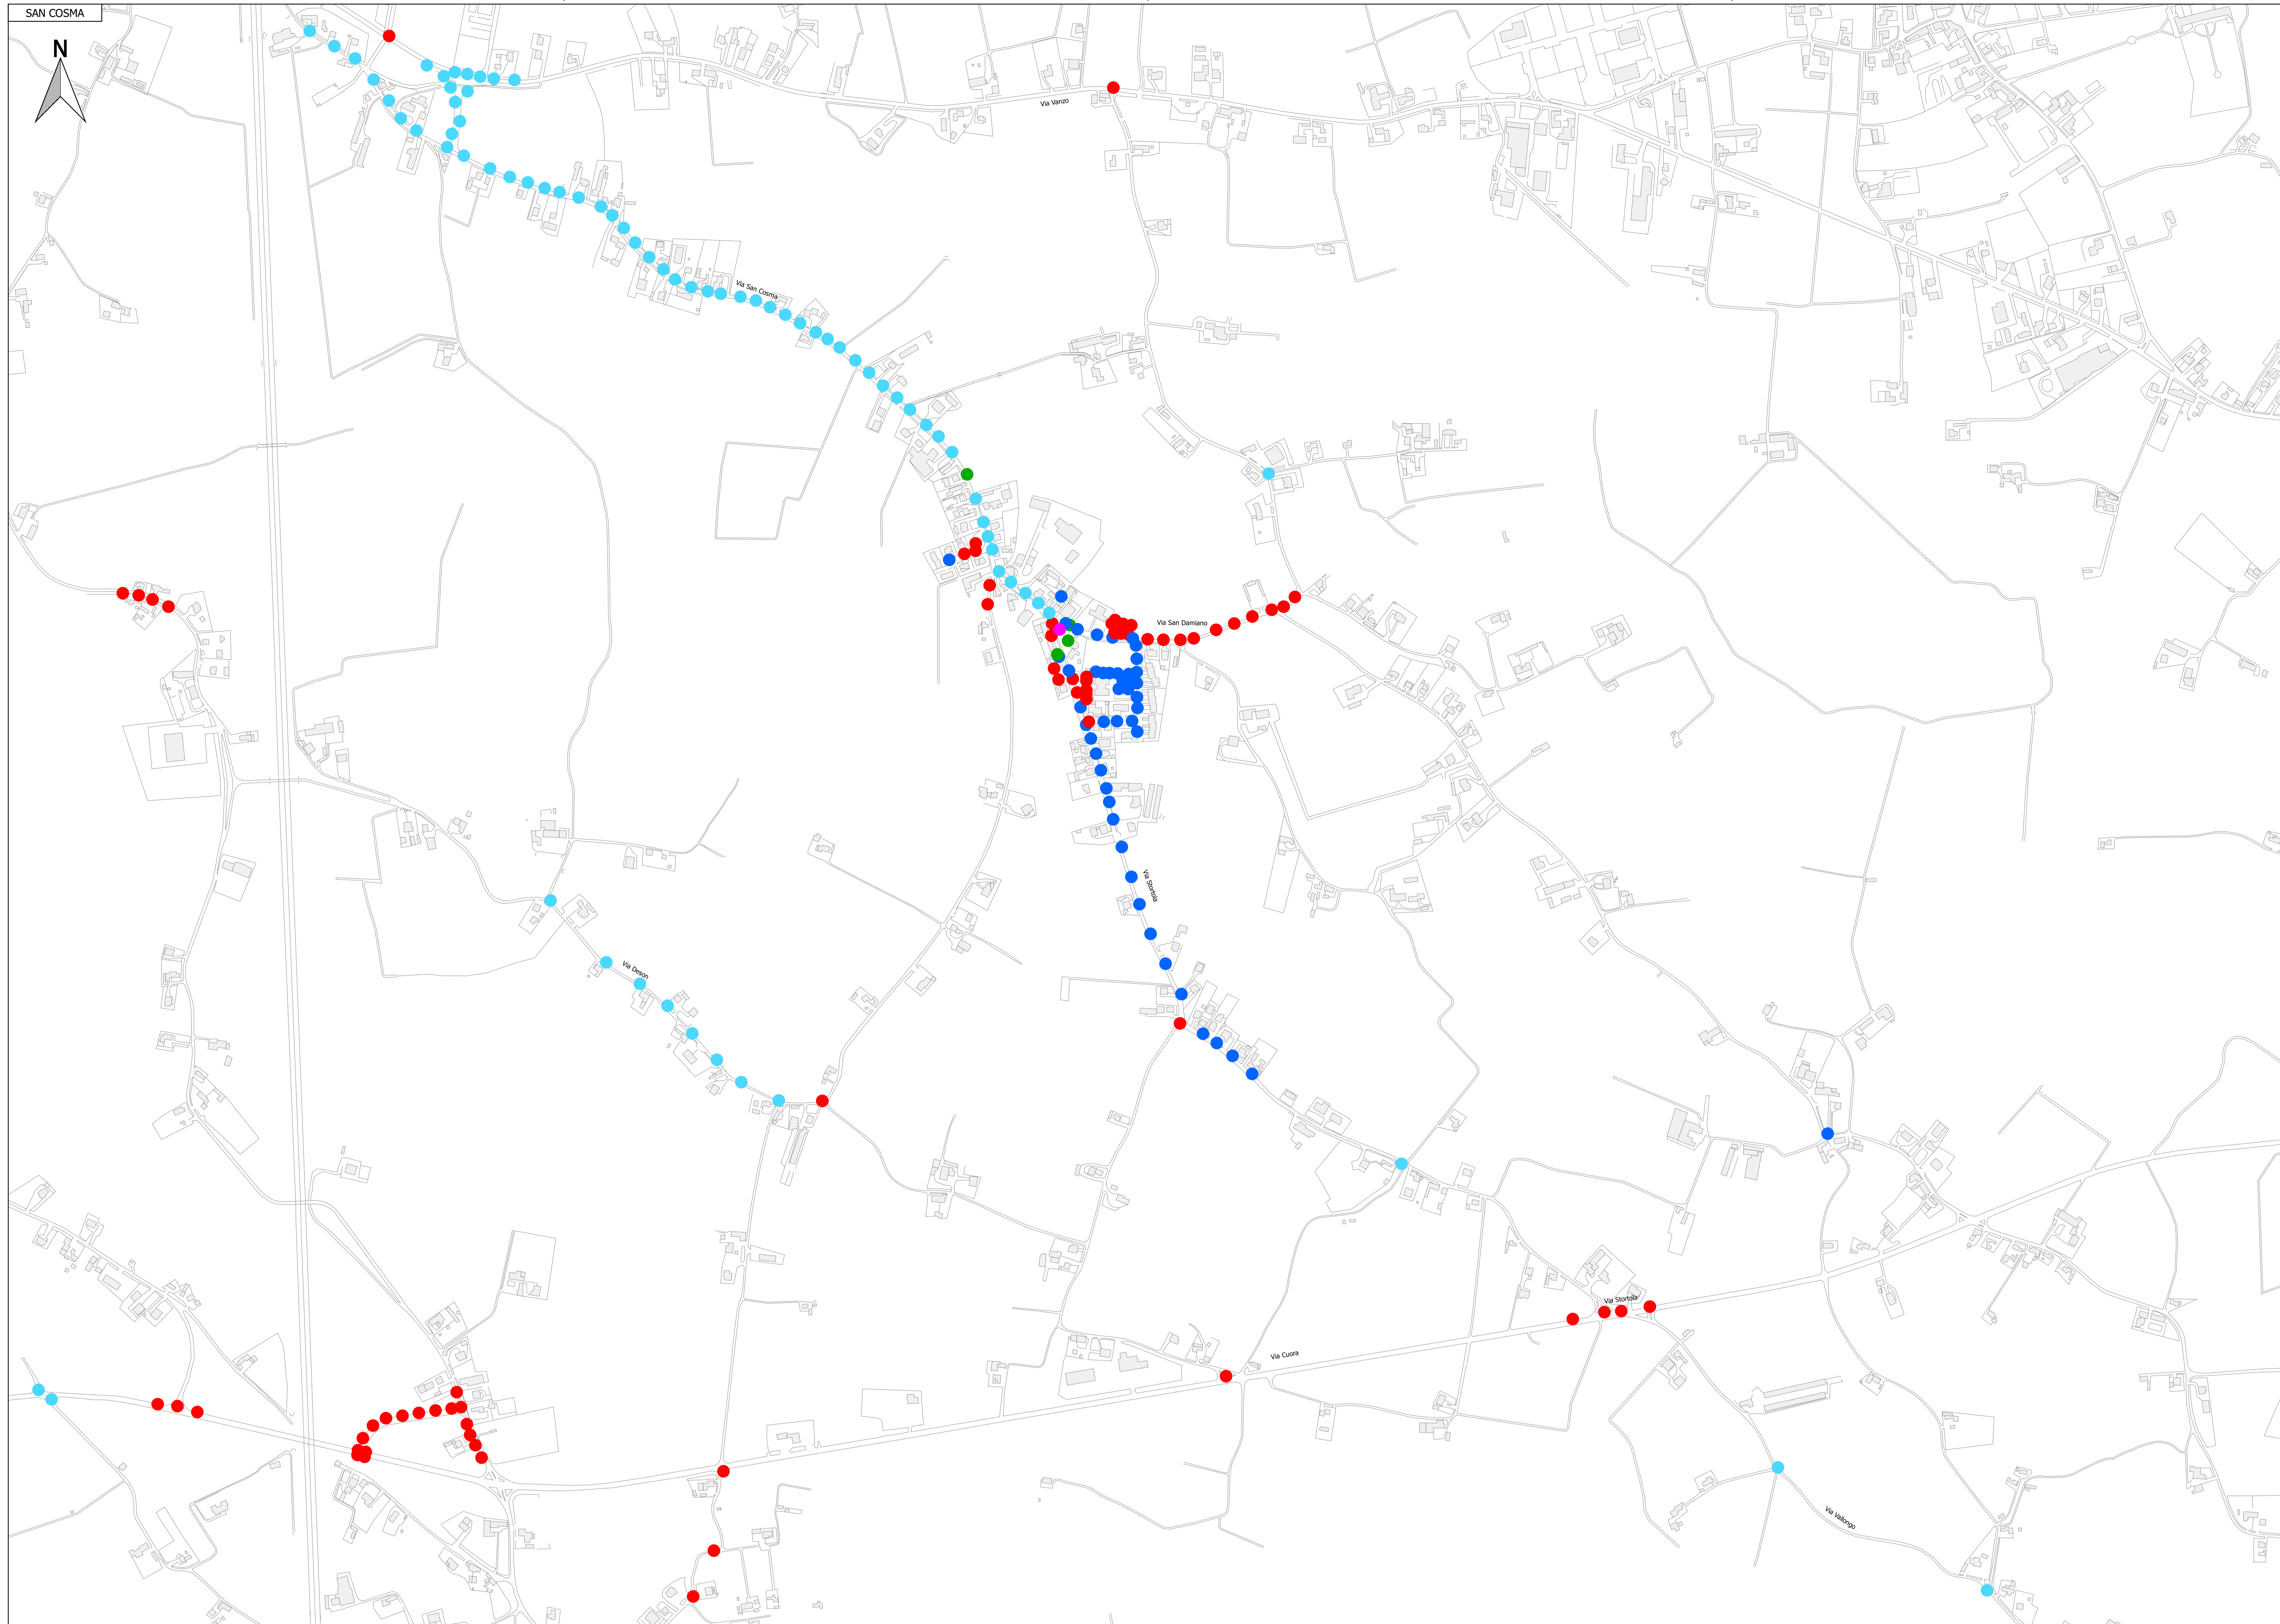 SAN COSMA
N
Via Vanzo
Via San Cosma
Via San Damiano
Via Stortola
Via Deson
Via Stortola
Via Cuora
Via Vallongo